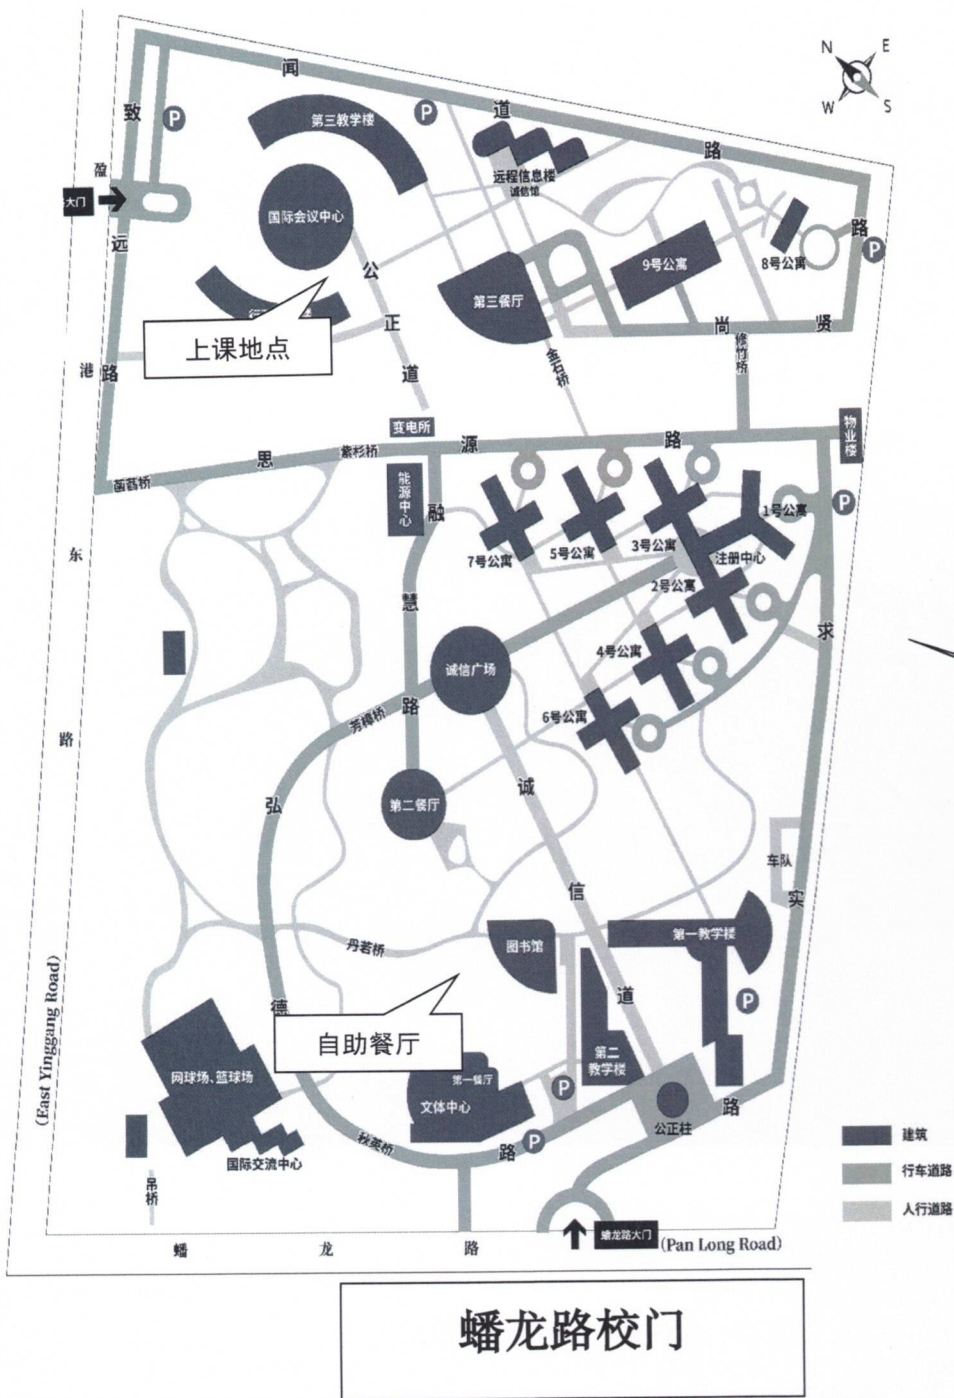 N
E
W
S
闻
道
路
致
远
路
P
P
第三教学楼
远程信息楼
诚信馆
盈
大门
国际会议中心
公
正
道
9号公寓
8号公寓
路
P
第三餐厅
上课地点
尚
贤
修竹桥
金石桥
港
变电所
物业楼
思
源
路
紫杉桥
菡萏桥
能源中心
融
慧
路
7号公寓
5号公寓
3号公寓
1号公寓
P
注册中心
2号公寓
4号公寓
6号公寓
东
求
实
路
诚信广场
芳樟桥
路
弘
德
路
第二餐厅
诚
信
道
车队
图书馆
第一教学楼
丹若桥
P
自助餐厅
(East Yinggang Road)
网球场、篮球场
第一餐厅
文体中心
第二
教学楼
P
公正柱
P
秋英桥
国际交流中心
吊桥
建筑
行车道路
人行道路
蟠
龙
路
蟠龙路大门
(Pan Long Road)
蟠龙路校门